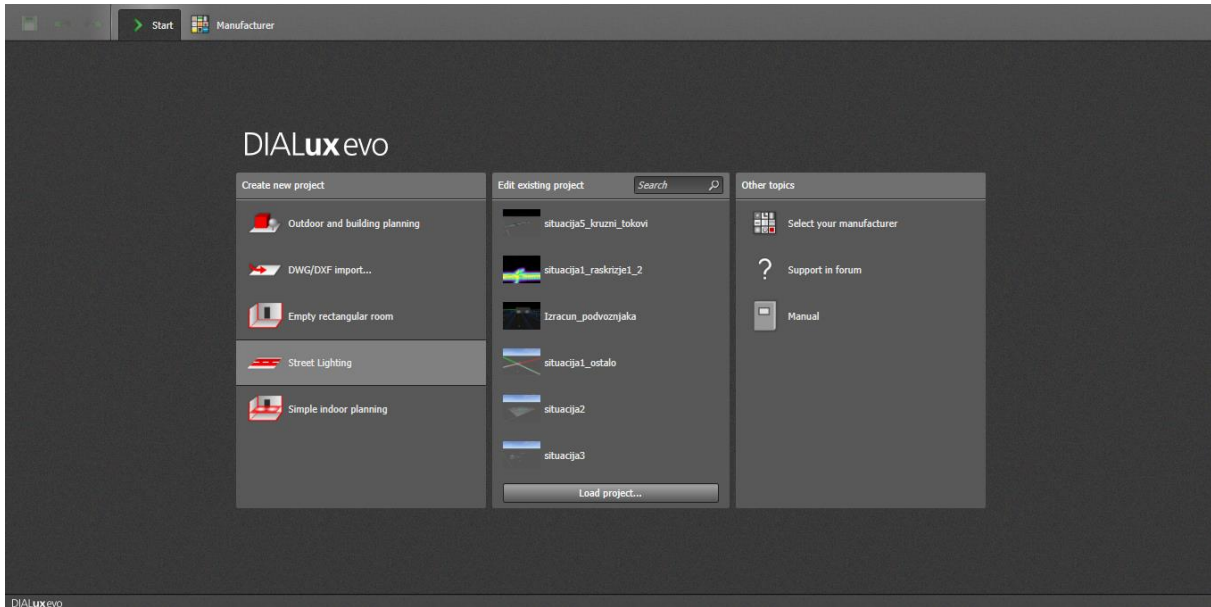 Start
Manufacturer
DIALux evo
Create new project
Outdoor and building planning
DWG/DXF import...
Empty rectangular room
Street Lighting
Simple indoor planning
Edit existing project
Search
situacija5_kruzni_tokovi
situacija1_raskrizje1_2
Izracun_podvoznjaka
situacija1_ostalo
situacija2
situacija3
Load project...
Other topics
Select your manufacturer
Support in forum
Manual
DIALux evo